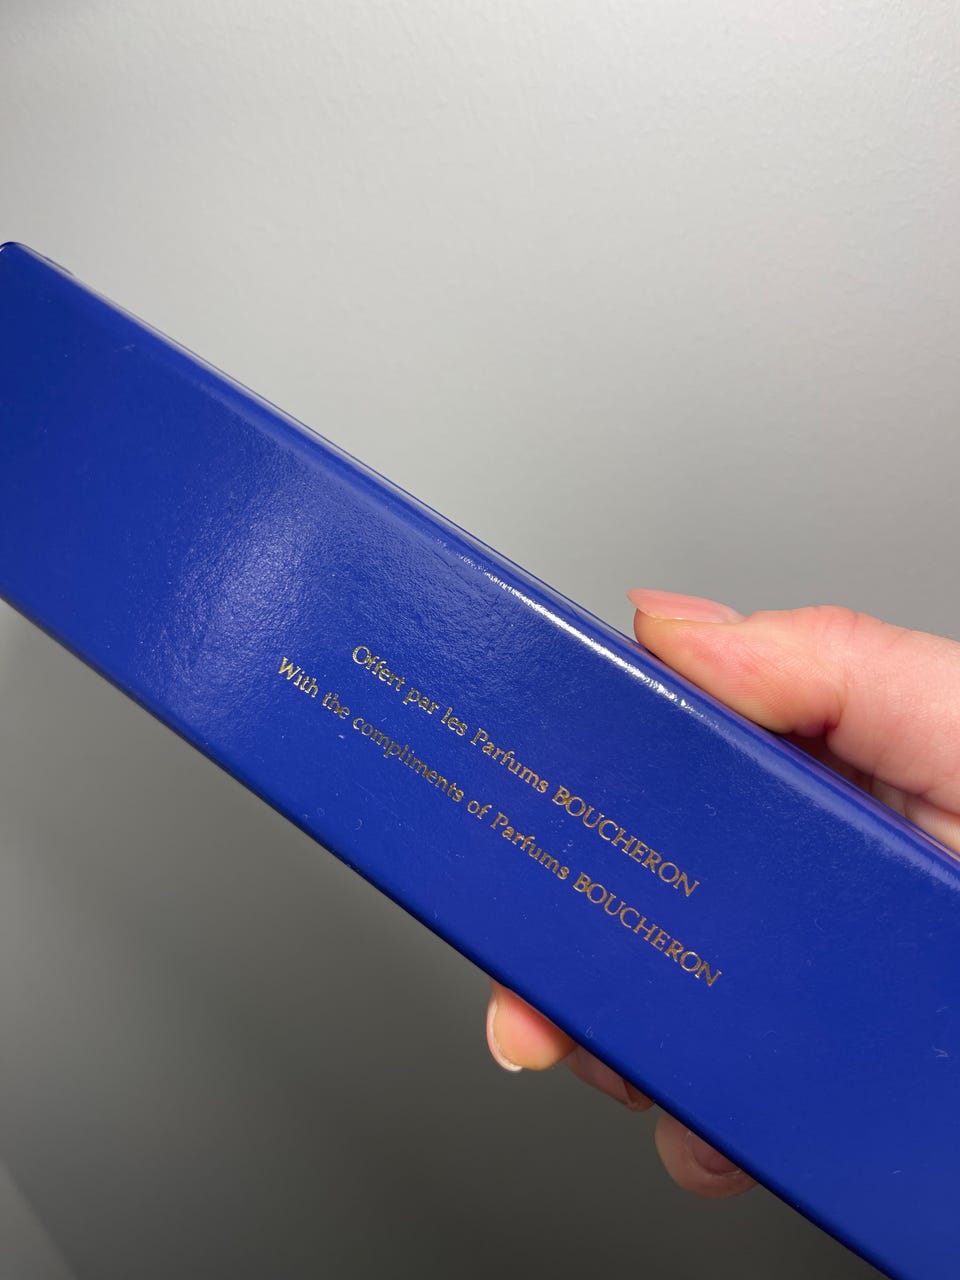 Offert par les Parfums BOUCHERON
With the compliments of Parfums BOUCHERON